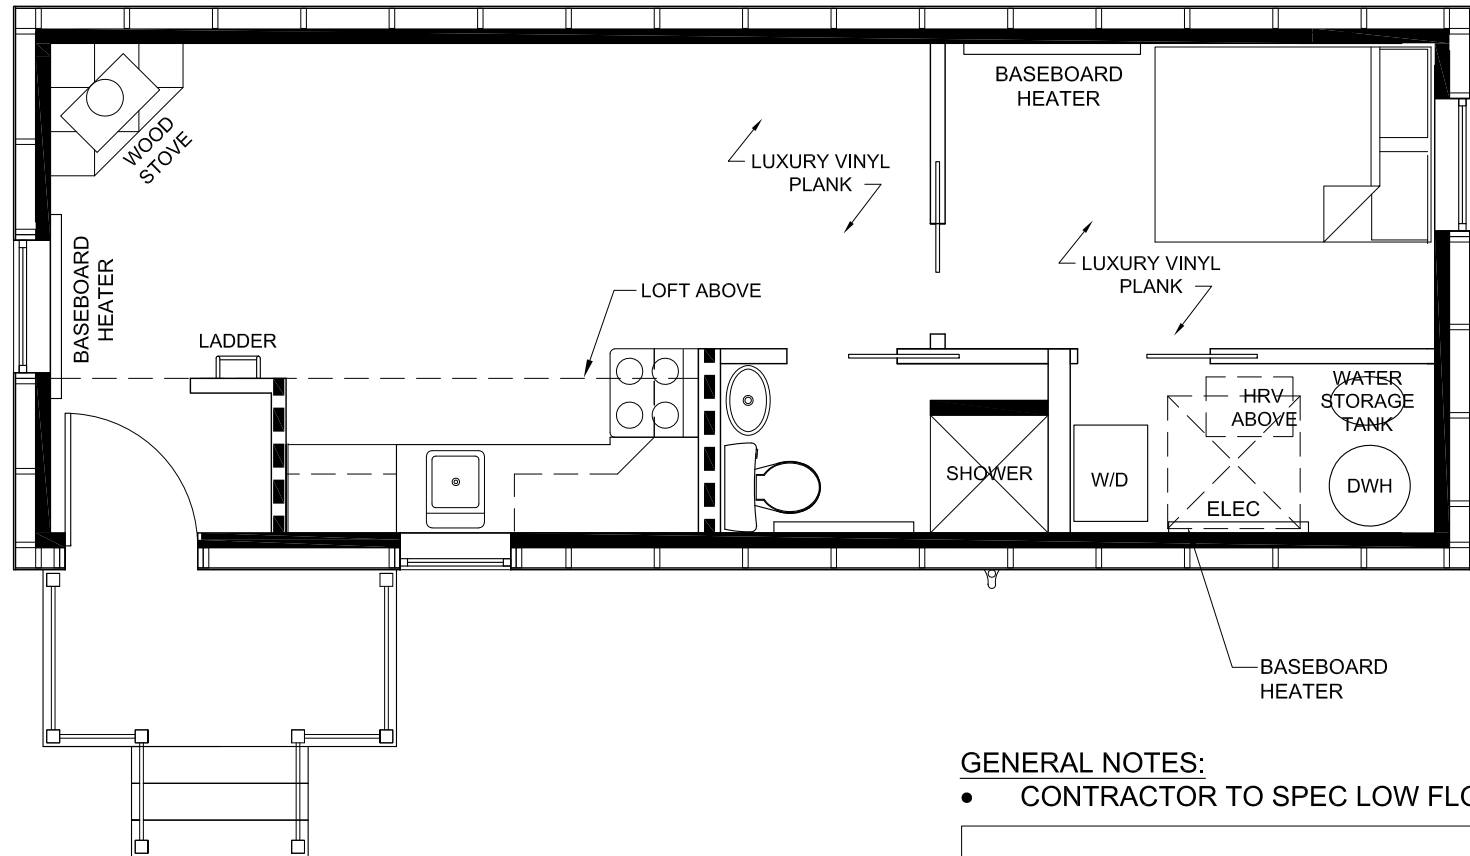 BASEBOARD
HEATER
WOOD
STOVE
LUXURY VINYL
PLANK
BASEBOARD
HEATER
LUXURY VINYL
PLANK
LOFT ABOVE
LADDER
HRV
ABOVE
WATER
STORAGE
TANK
SHOWER
W/D
ELEC
DWH
BASEBOARD
HEATER
GENERAL NOTES:
• CONTRACTOR TO SPEC LOW FLO